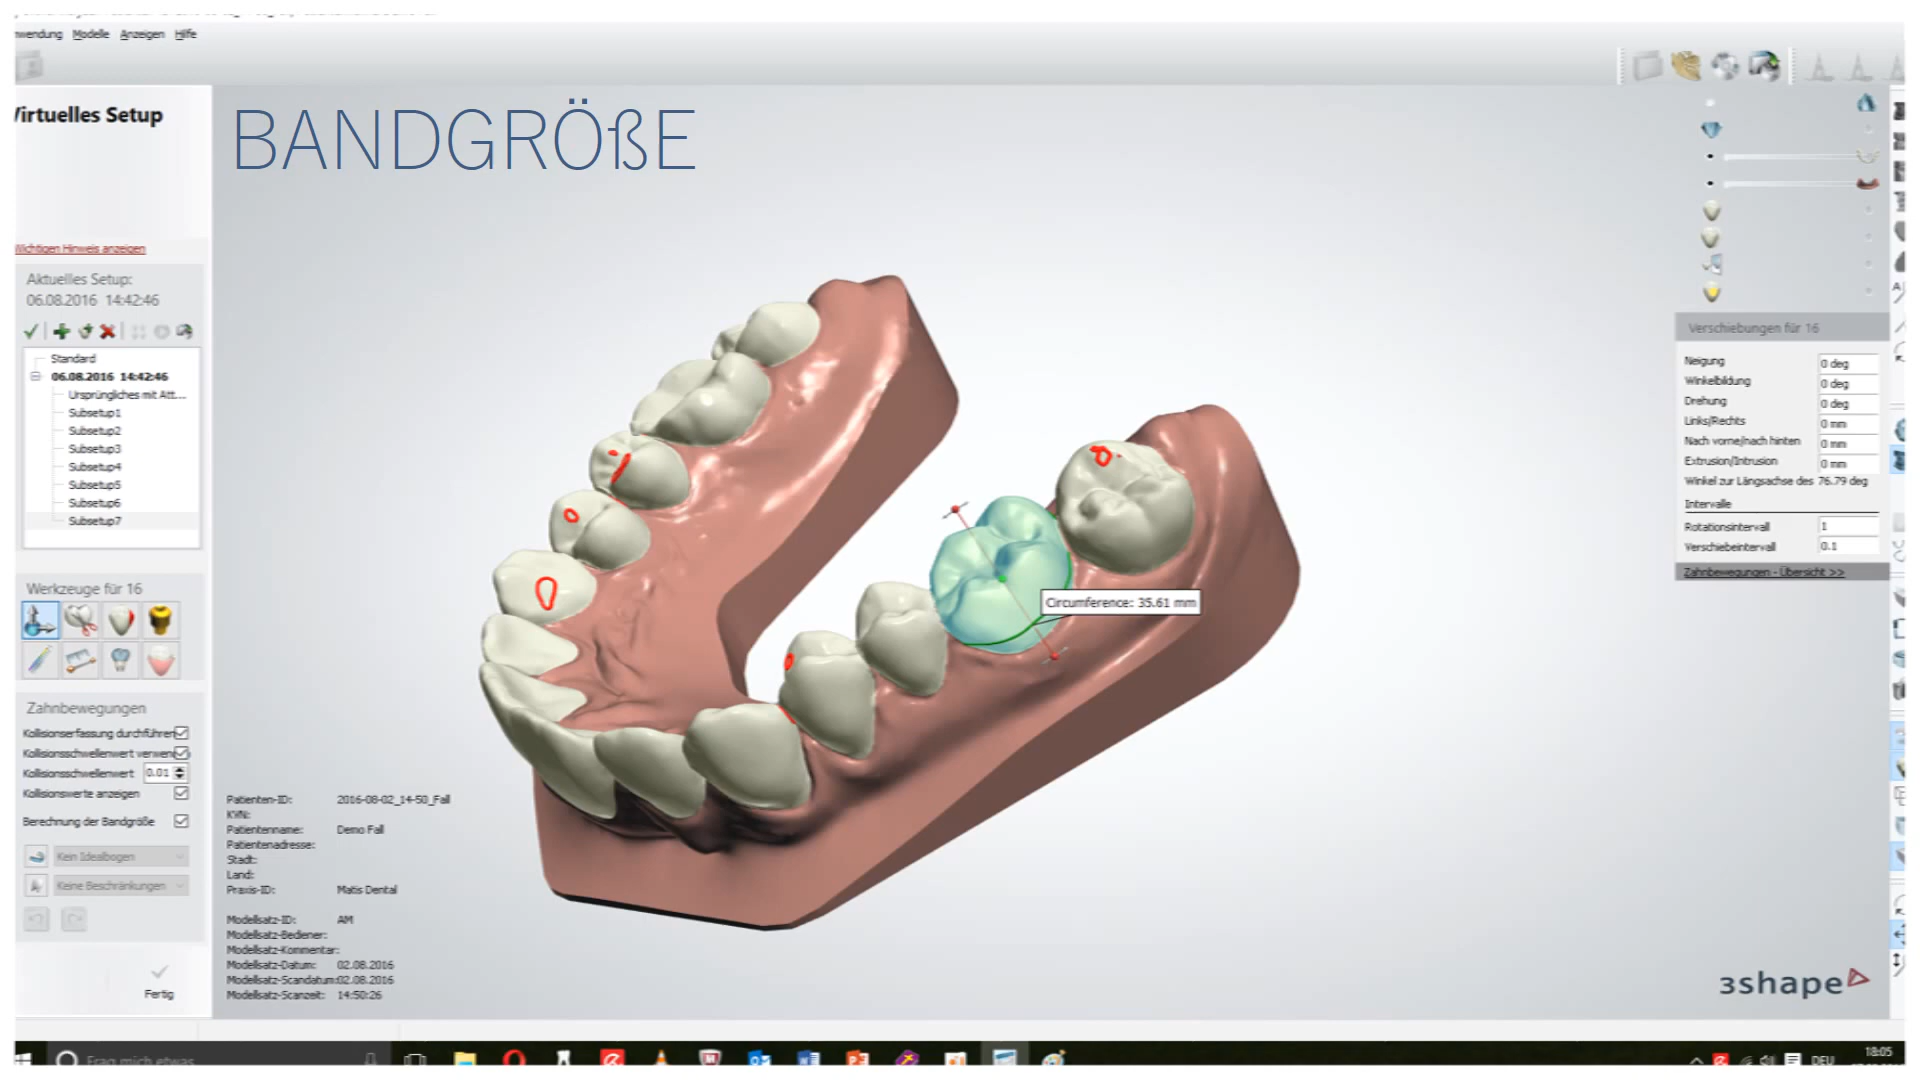 Modelle Anzeigen Hilfe
Virtuelles Setup
BANDGRÖßE
Wichtigen Hinweis anzeigen
Aktuelles Setup:
06.08.2016 14:42:46
Standard
06.08.2016 14:42:46
Ursprüngliches mit Att...
Subsetup1
Subsetup2
Subsetup3
Subsetup4
Subsetup5
Subsetup6
Subsetup7
Werkzeuge für 16
Zahnbewegungen
Kollisionserfassung durchführen
Kollisionsschwellenwert verwend
Kollisionsschwellenwert 0.01
Kollisionswerte anzeigen
Berechnung der Bandgröße
Kein Idealbogen
Keine Beschränkungen
Fertig
Circumference: 35.61 mm
Patienten-ID: 2016-08-02_14-50_Fall
KVN:
Patientenname: Demo Fall
Patientenadresse:
Stadt:
Land:
Praxis-ID: Matis Dental
Modellsatz-ID: AM
Modellsatz-Bediener:
Modellsatz-Kommentar:
Modellsatz-Datum: 02.08.2016
Modellsatz-Scandatum:02.08.2016
Modellsatz-Scanzeit: 14:50:26
Verschiebungen für 16
Neigung 0 deg
Winkelbildung 0 deg
Drehung 0 deg
Links/Rechts 0 mm
Nach vorne/nach hinten 0 mm
Extrusion/Intrusion 0 mm
Winkel zur Längsachse des 76.79 deg
Intervalle
Rotationsintervall 1
Verschiebeintervall 0.1
Zahnbewegungen - Übersicht >>
3shape
Frag mich etwas
DEU
18:05